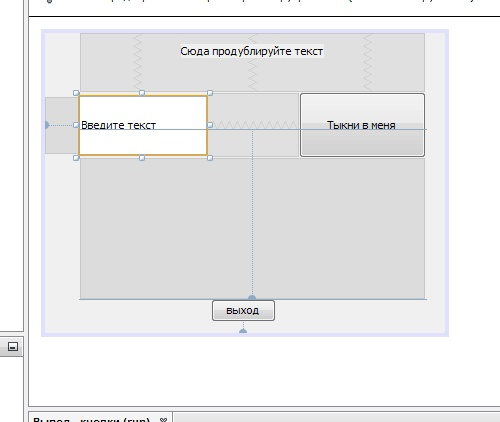 Сюда продублируйте текст
Введите текст
Тыкни в меня
выход